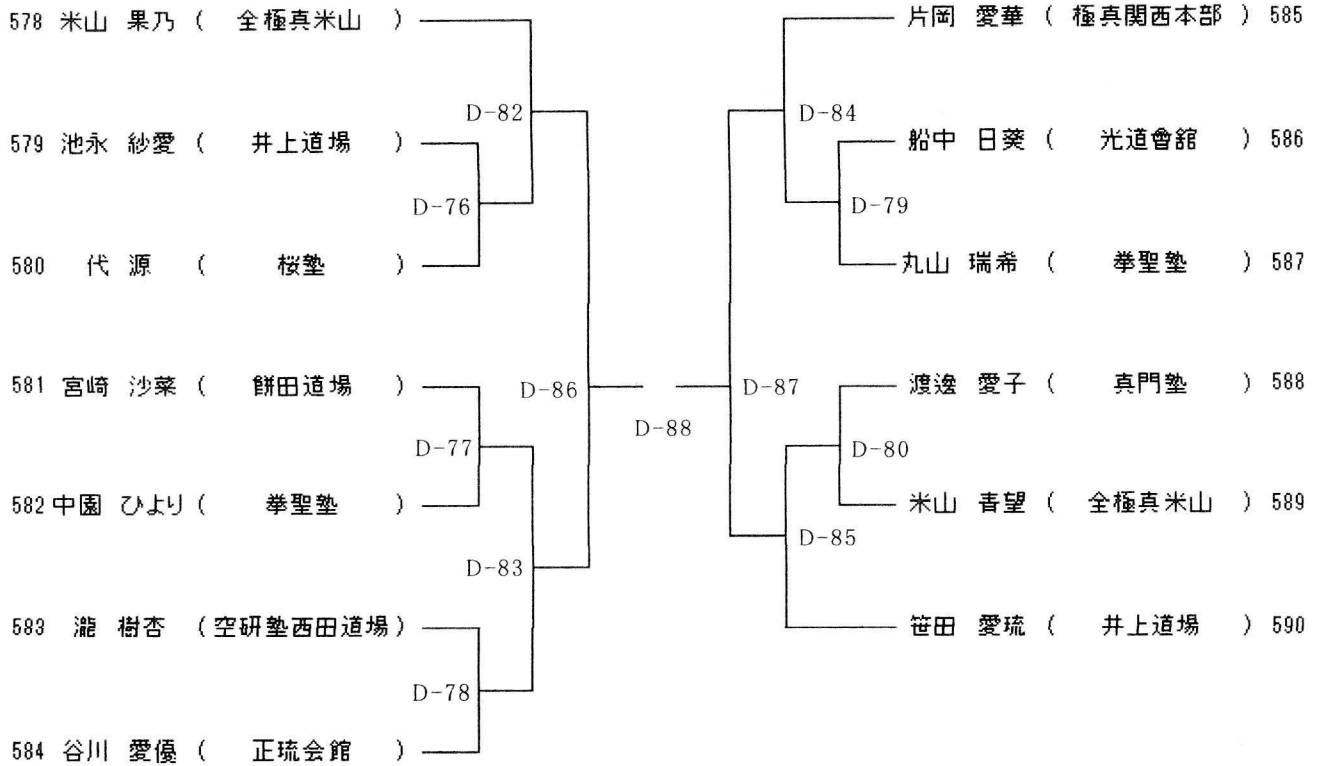 578 米山 果乃 ( 全極真米山 )
579 池永 紗愛 ( 井上道場 )
580 代 源 ( 桜塾 )
581 宮崎 沙菜 ( 餅田道場 )
582 中園 ひより ( 拳聖塾 )
583 瀧 樹杏 ( 空研塾西田道場 )
584 谷川 愛優 ( 正琉会館 )
D-82
D-76
D-86
D-77
D-83
D-78
D-88
D-84
D-79
D-87
D-80
D-85
片岡 愛華 ( 極真関西本部 ) 585
船中 日葵 ( 光道會舘 ) 586
丸山 瑞希 ( 拳聖塾 ) 587
渡邉 愛子 ( 真門塾 ) 588
米山 青望 ( 全極真米山 ) 589
笹田 愛琉 ( 井上道場 ) 590